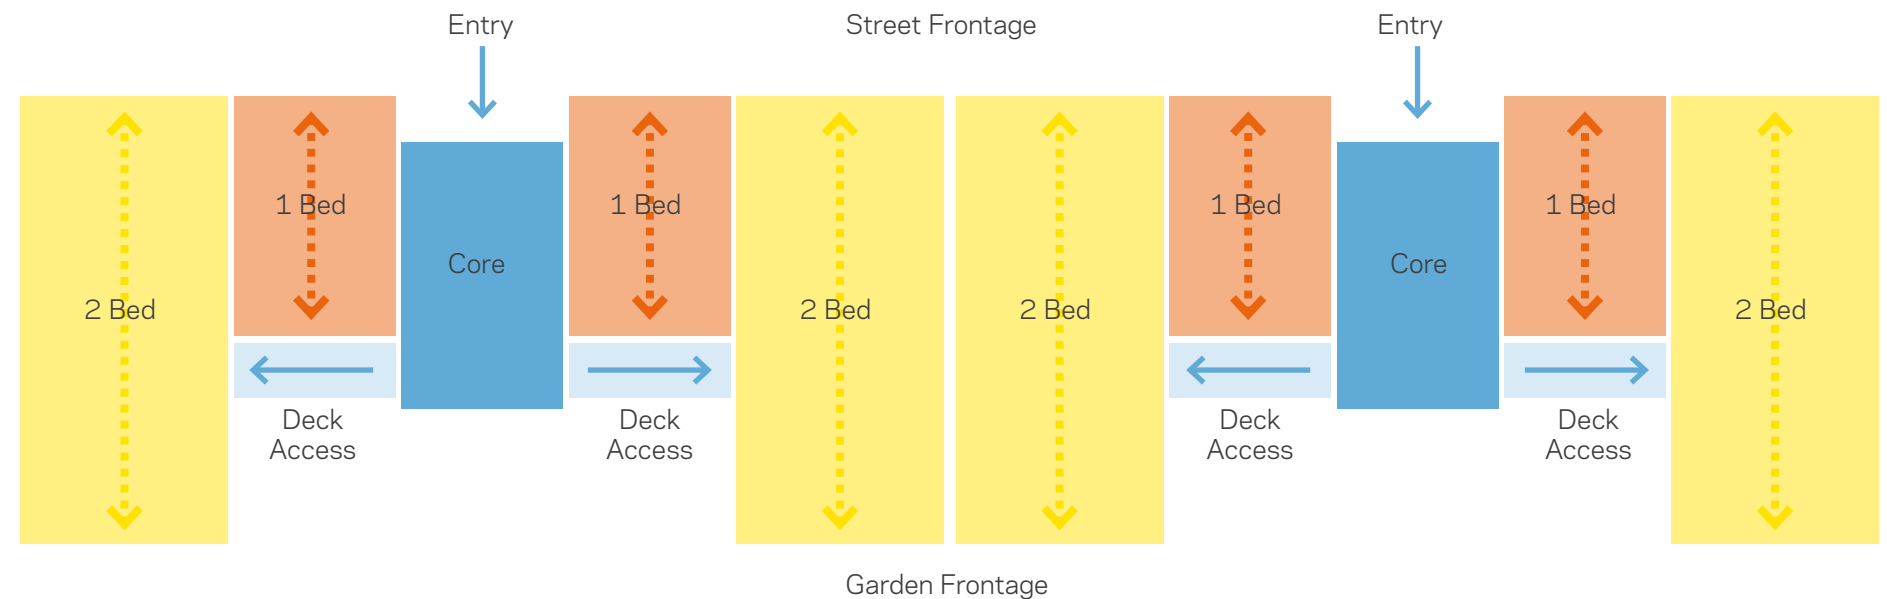 Entry
Street Frontage
Entry
1 Bed
1 Bed
1 Bed
1 Bed
Core
Core
2 Bed
2 Bed
2 Bed
2 Bed
Deck
Access
Deck
Access
Deck
Access
Deck
Access
Garden Frontage